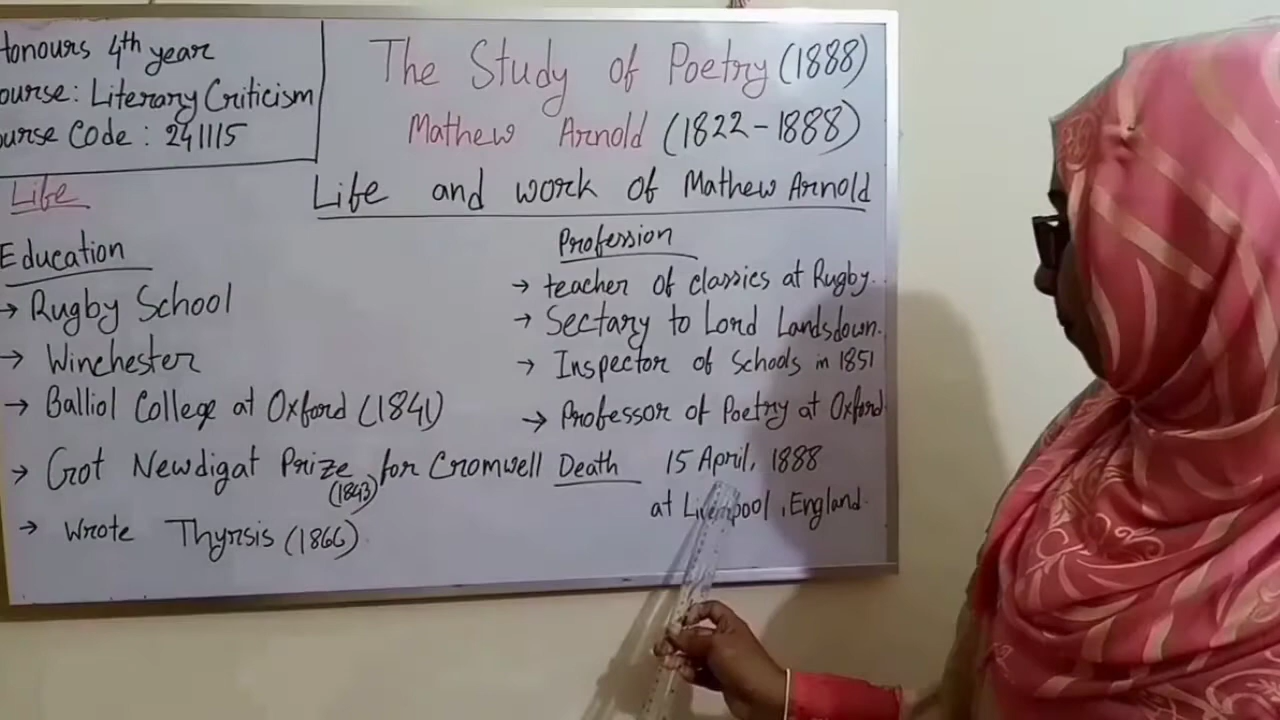 Honours 4th year
ourse: Literary Criticism
ourse Code : 241115
The Study of Poetry (1888)
Mathew Arnold (1822-1888)
Life and work of Mathew Arnold
Life
Education
→ Rugby School
→ Winchester
→ Balliol College at Oxford (1841)
→ Got Newdigat Prize for Cromwell
(1843)
→ Wrote Thyrsis (1866)
Profession
→ teacher of classics at Rugby.
→ Sectary to Lord Landsdown.
→ Inspector of Schools in 1851
→ Professor of Poetry at Oxford
Death 15 April, 1888
at Liverpool, England.